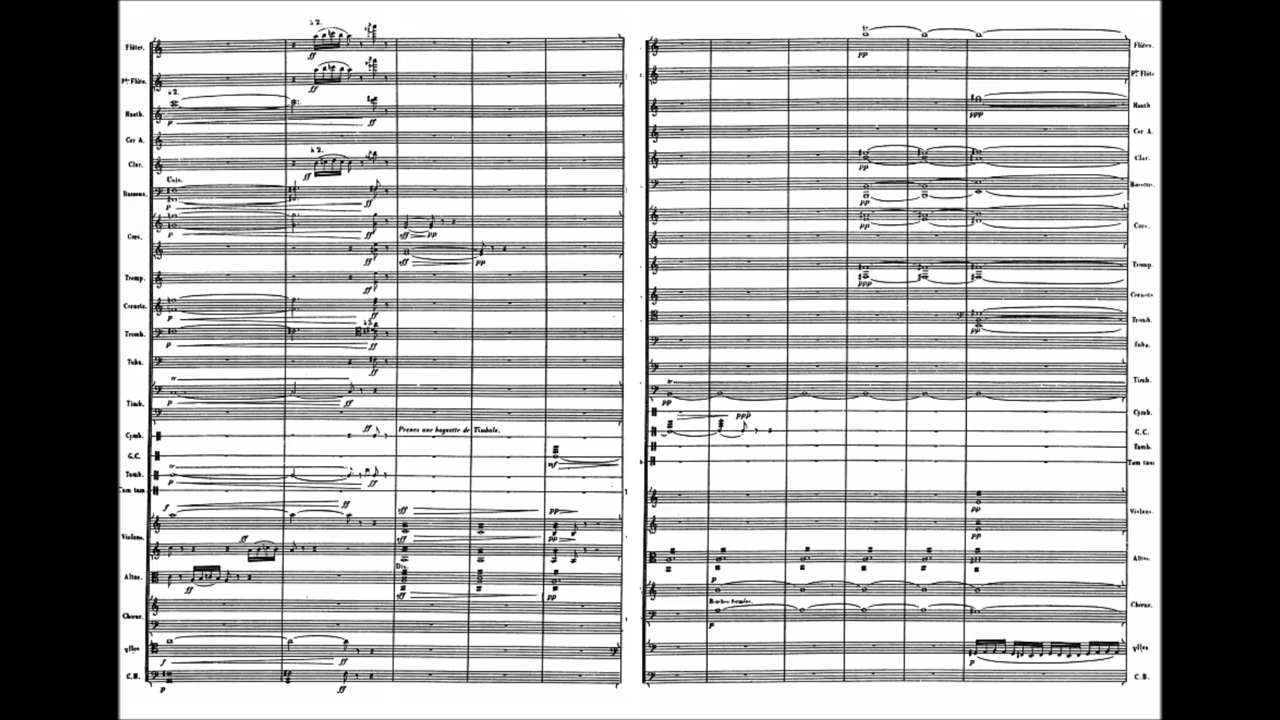 Flûtes.
Pte Flûte.
Hautb.
Cor A.
Clar.
Bassons.
Cors.
Tromp.
Cornets.
Tromb.
Tuba.
Timb.
Cymb.
G.C.
Tamb.
Tam tam
Violons.
Altos.
Chœur.
vlles
C.B.
Unis.
Prenez une baguette de Timbale.
Div.
Flûtes.
Pte Flûte
Hautb
Cor A.
Clar.
Bassons.
Cors.
Tromp.
Cornets
Tromb.
Tuba.
Timb.
Cymb.
G.C.
Tamb.
Tam tam
Violons.
Altos.
Bouches fermées.
Chœur.
vlles
C.B.